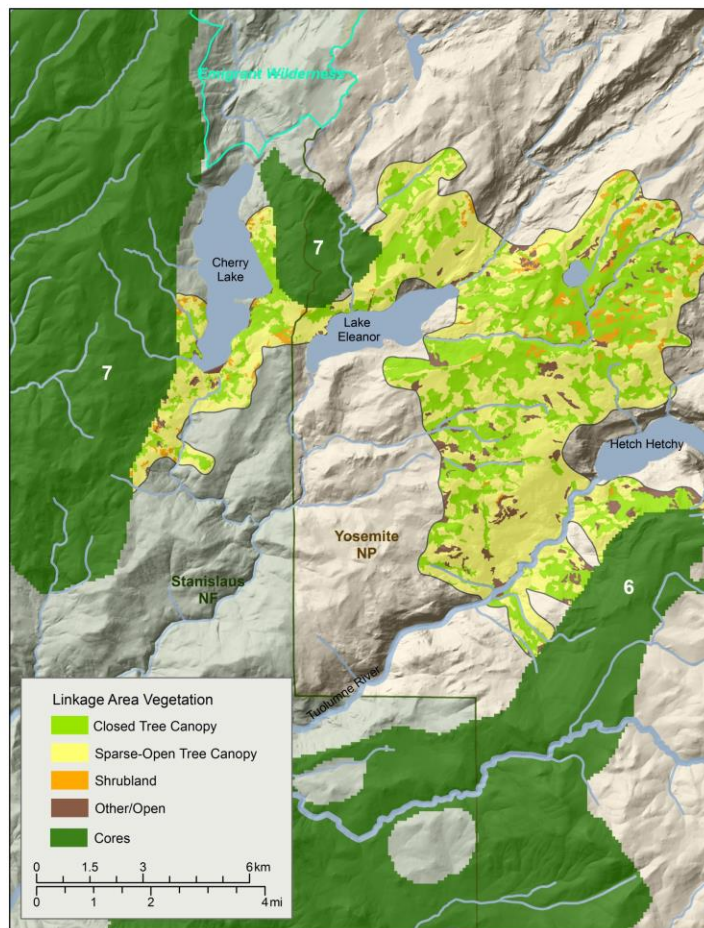 Emigrant Wilderness
7
Cherry
Lake
Lake
Eleanor
7
Hetch Hetchy
Yosemite
NP
Stanislaus
NF
6
Tuolumne River
Linkage Area Vegetation
Closed Tree Canopy
Sparse-Open Tree Canopy
Shrubland
Other/Open
Cores
0 1.5 3 6 km
0 1 2 4 mi